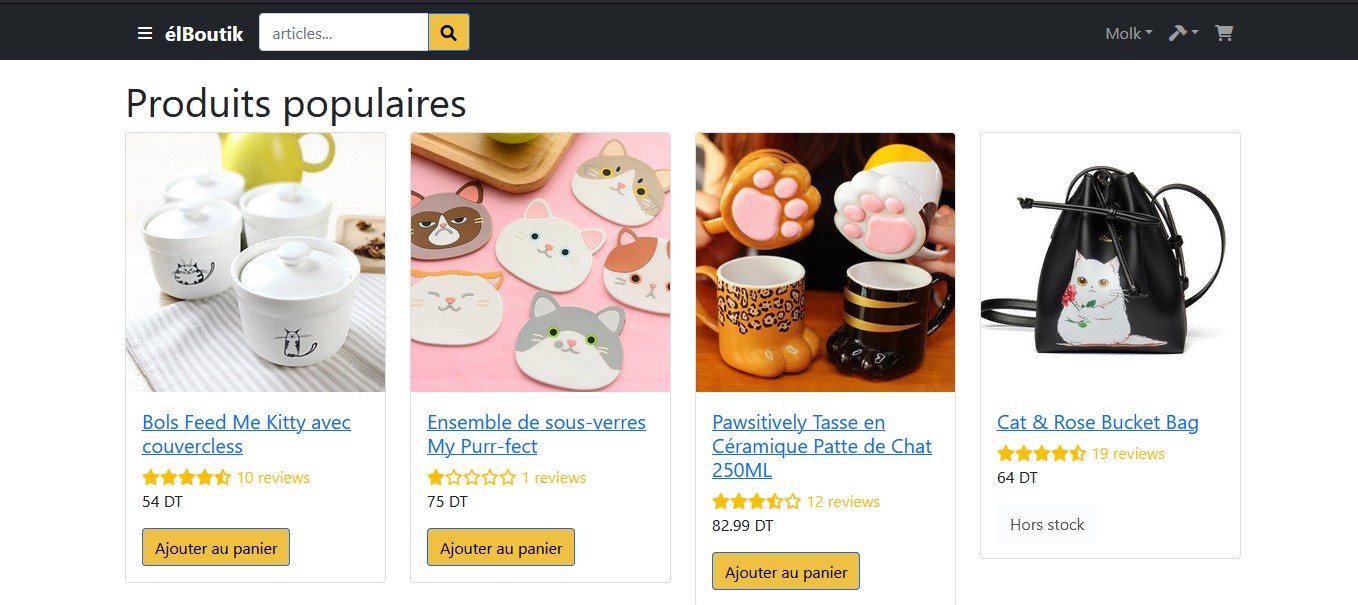 élBoutik
articles...
Molk
Produits populaires
Bols Feed Me Kitty avec
couvercless
10 reviews
54 DT
Ajouter au panier
Ensemble de sous-verres
My Purr-fect
1 reviews
75 DT
Ajouter au panier
Pawsitively Tasse en
Céramique Patte de Chat
250ML
12 reviews
82.99 DT
Ajouter au panier
Cat & Rose Bucket Bag
19 reviews
64 DT
Hors stock